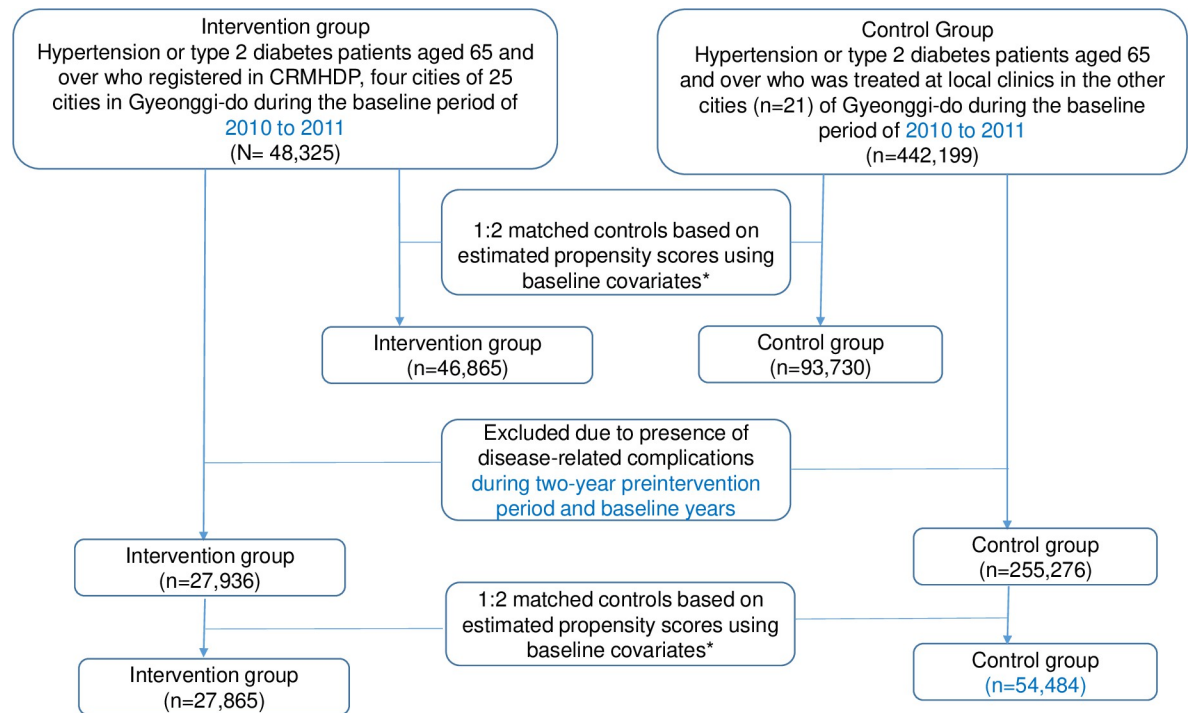 Intervention group
Hypertension or type 2 diabetes patients aged 65 and
over who registered in CRMHDP, four cities of 25
cities in Gyeonggi-do during the baseline period of
2010 to 2011
(N= 48,325)
Control Group
Hypertension or type 2 diabetes patients aged 65
and over who was treated at local clinics in the other
cities (n=21) of Gyeonggi-do during the baseline
period of 2010 to 2011
(n=442,199)
1:2 matched controls based on
estimated propensity scores using
baseline covariates*
Intervention group
(n=46,865)
Control group
(n=93,730)
Excluded due to presence of
disease-related complications
during two-year preintervention
period and baseline years
Intervention group
(n=27,936)
Control group
(n=255,276)
1:2 matched controls based on
estimated propensity scores using
baseline covariates*
Intervention group
(n=27,865)
Control group
(n=54,484)